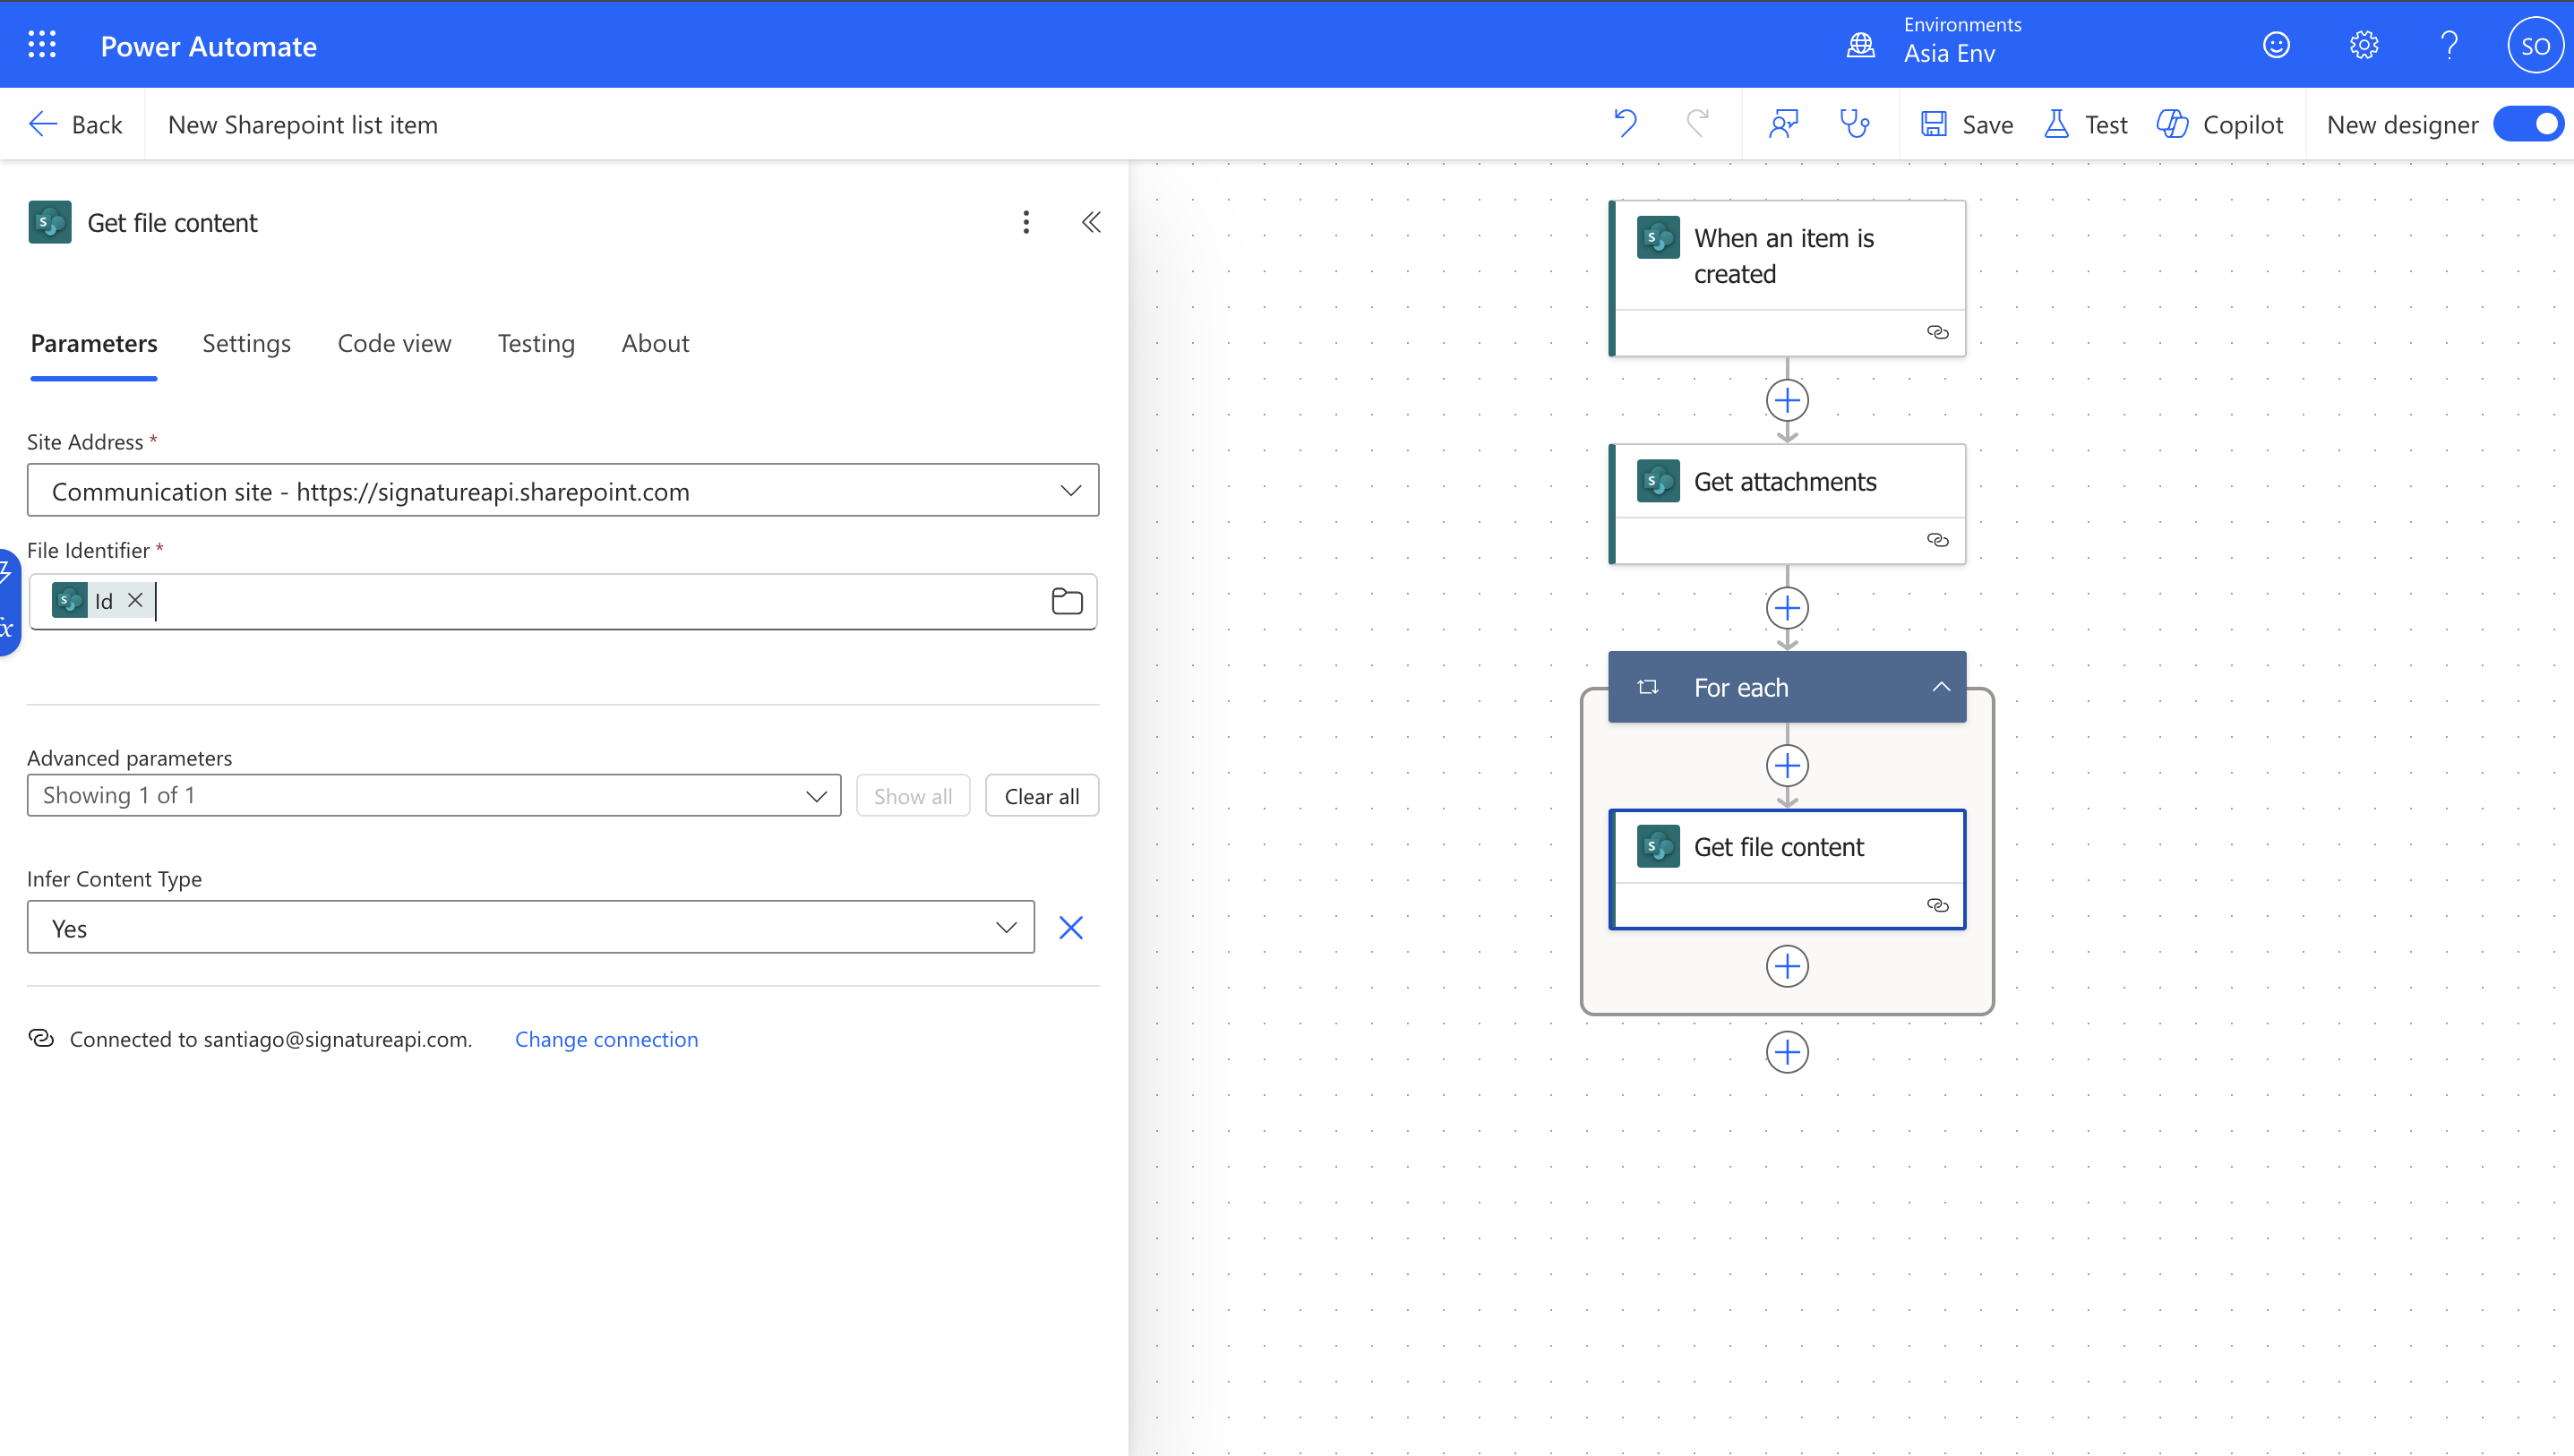 Power Automate
Environments
Asia Env
SO
Back
New Sharepoint list item
Save
Test
Copilot
New designer
Get file content
Parameters
Settings
Code view
Testing
About
Site Address *
Communication site - https://signatureapi.sharepoint.com
File Identifier *
S Id
fx
Advanced parameters
Showing 1 of 1
Show all
Clear all
Infer Content Type
Yes
Connected to santiago@signatureapi.com.
Change connection
S When an item is
created
S Get attachments
For each
S Get file content